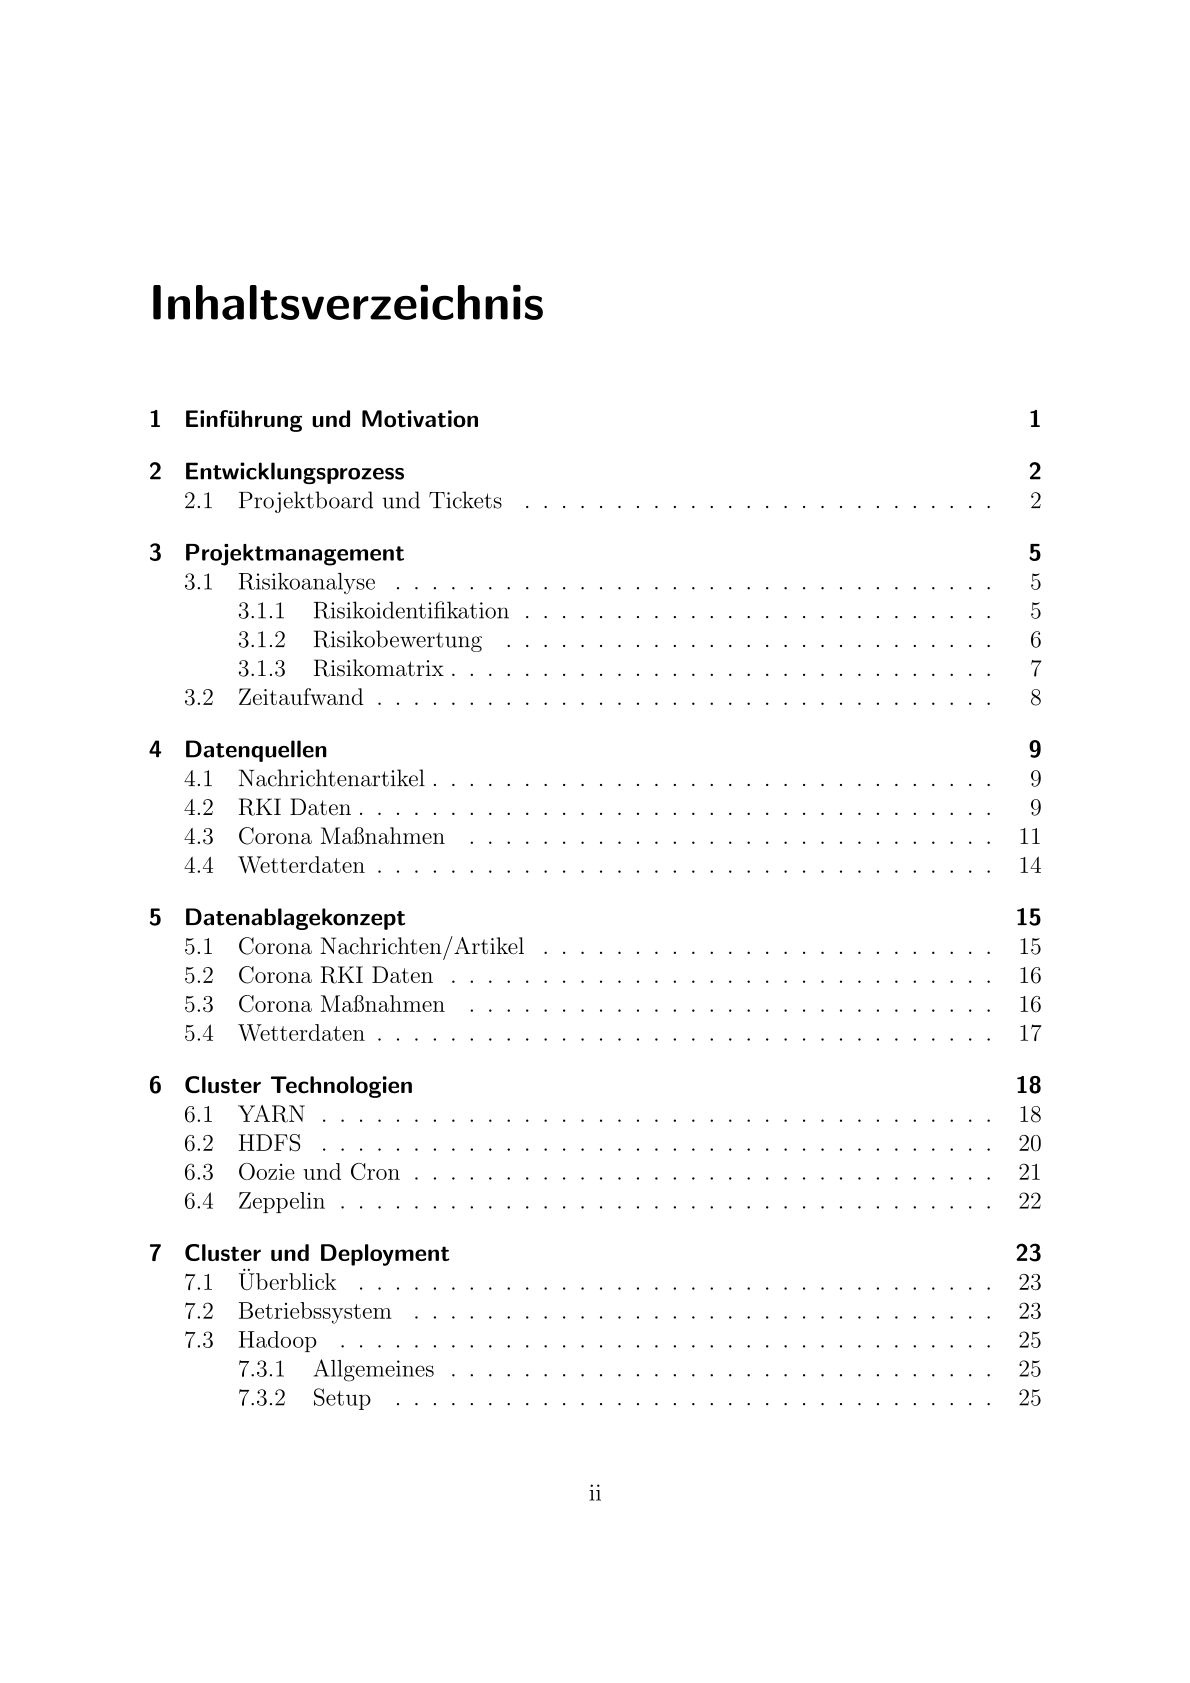 Inhaltsverzeichnis
1 Einführung und Motivation 1
2 Entwicklungsprozess 2
2.1 Projektboard und Tickets . . . . . . . . . . . . . . . . . . . . . . . . . . 2
3 Projektmanagement 5
3.1 Risikoanalyse . . . . . . . . . . . . . . . . . . . . . . . . . . . . . . . . . 5
3.1.1 Risikoidentifikation . . . . . . . . . . . . . . . . . . . . . . . . . . 5
3.1.2 Risikobewertung . . . . . . . . . . . . . . . . . . . . . . . . . . . 6
3.1.3 Risikomatrix . . . . . . . . . . . . . . . . . . . . . . . . . . . . . . 7
3.2 Zeitaufwand . . . . . . . . . . . . . . . . . . . . . . . . . . . . . . . . . . 8
4 Datenquellen 9
4.1 Nachrichtenartikel . . . . . . . . . . . . . . . . . . . . . . . . . . . . . . . 9
4.2 RKI Daten . . . . . . . . . . . . . . . . . . . . . . . . . . . . . . . . . . . 9
4.3 Corona Maßnahmen . . . . . . . . . . . . . . . . . . . . . . . . . . . . . 11
4.4 Wetterdaten . . . . . . . . . . . . . . . . . . . . . . . . . . . . . . . . . . 14
5 Datenablagekonzept 15
5.1 Corona Nachrichten/Artikel . . . . . . . . . . . . . . . . . . . . . . . . . 15
5.2 Corona RKI Daten . . . . . . . . . . . . . . . . . . . . . . . . . . . . . . 16
5.3 Corona Maßnahmen . . . . . . . . . . . . . . . . . . . . . . . . . . . . . 16
5.4 Wetterdaten . . . . . . . . . . . . . . . . . . . . . . . . . . . . . . . . . . 17
6 Cluster Technologien 18
6.1 YARN . . . . . . . . . . . . . . . . . . . . . . . . . . . . . . . . . . . . . 18
6.2 HDFS . . . . . . . . . . . . . . . . . . . . . . . . . . . . . . . . . . . . . 20
6.3 Oozie und Cron . . . . . . . . . . . . . . . . . . . . . . . . . . . . . . . . 21
6.4 Zeppelin . . . . . . . . . . . . . . . . . . . . . . . . . . . . . . . . . . . . 22
7 Cluster und Deployment 23
7.1 Überblick . . . . . . . . . . . . . . . . . . . . . . . . . . . . . . . . . . . 23
7.2 Betriebssystem . . . . . . . . . . . . . . . . . . . . . . . . . . . . . . . . 23
7.3 Hadoop . . . . . . . . . . . . . . . . . . . . . . . . . . . . . . . . . . . . 25
7.3.1 Allgemeines . . . . . . . . . . . . . . . . . . . . . . . . . . . . . . 25
7.3.2 Setup . . . . . . . . . . . . . . . . . . . . . . . . . . . . . . . . . 25
ii